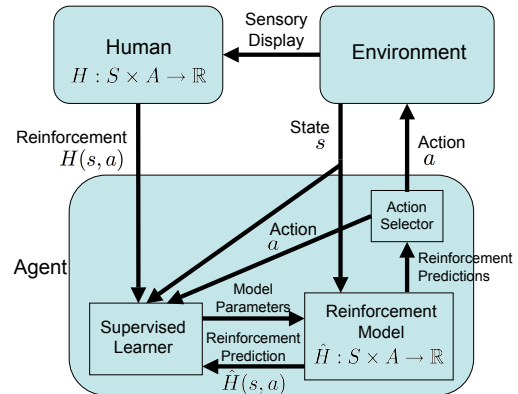 Human
H : S × A → ℝ
Sensory
Display
Environment
Reinforcement
H(s, a)
State
s
Action
a
Agent
Action
a
Action
Selector
Reinforcement
Predictions
Supervised
Learner
Model
Parameters
Reinforcement
Prediction
Ĥ(s, a)
Reinforcement
Model
Ĥ : S × A → ℝ